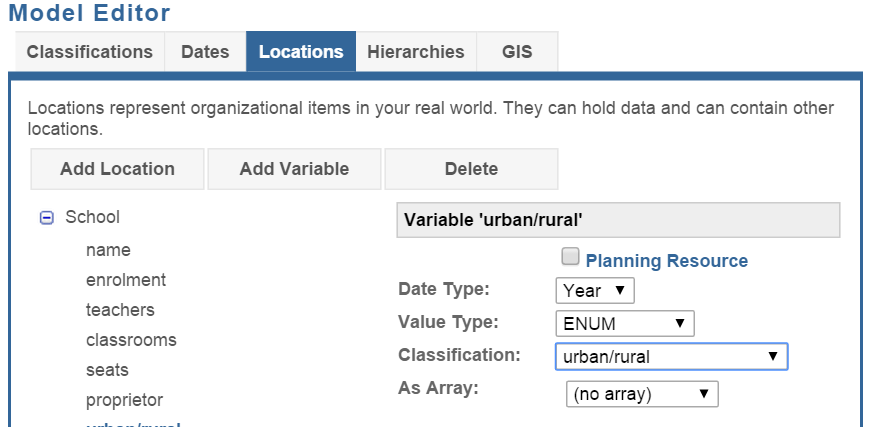 Model Editor
Classifications Dates Locations Hierarchies GIS
Locations represent organizational items in your real world. They can hold data and can contain other
locations.
Add Location Add Variable Delete
School
name
enrolment
teachers
classrooms
seats
proprietor
urban/rural
Variable 'urban/rural'
Planning Resource
Date Type: Year
Value Type: ENUM
Classification: urban/rural
As Array: (no array)